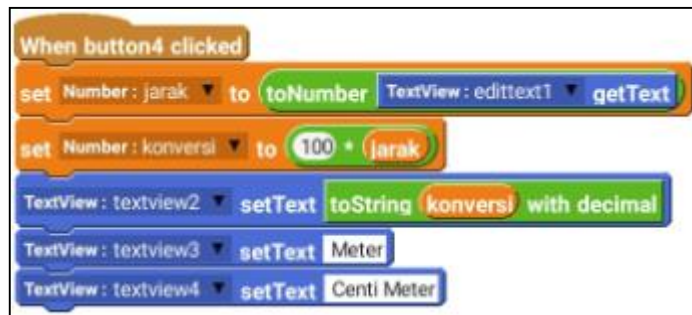 When button4 clicked
set Number : jarak to toNumber TextView : edittext1 getText
set Number : konversi to 100 * jarak
TextView : textview2 setText toString konversi with decimal
TextView : textview3 setText Meter
TextView : textview4 setText Centi Meter